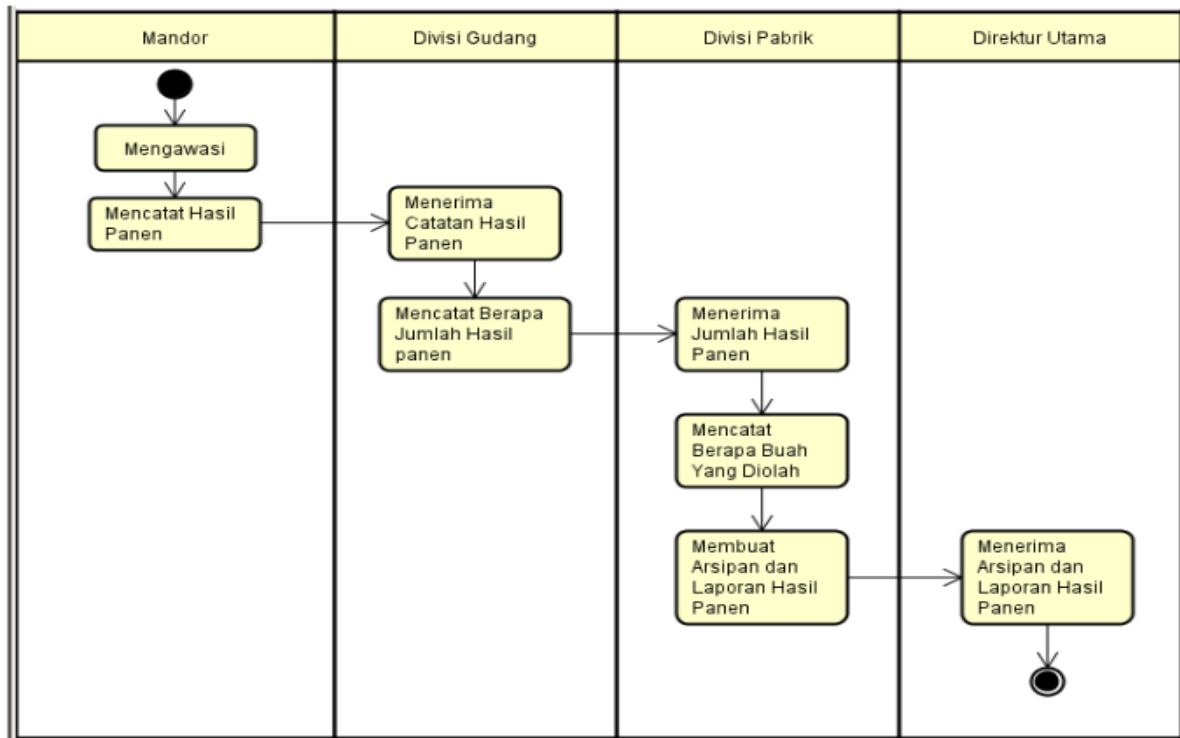 Mandor
Divisi Gudang
Divisi Pabrik
Direktur Utama
Mengawasi
Mencatat Hasil
Panen
Menerima
Catatan Hasil
Panen
Mencatat Berapa
Jumlah Hasil
panen
Menerima
Jumlah Hasil
Panen
Mencatat
Berapa Buah
Yang Diolah
Membuat
Arsipan dan
Laporan Hasil
Panen
Menerima
Arsipan dan
Laporan Hasil
Panen